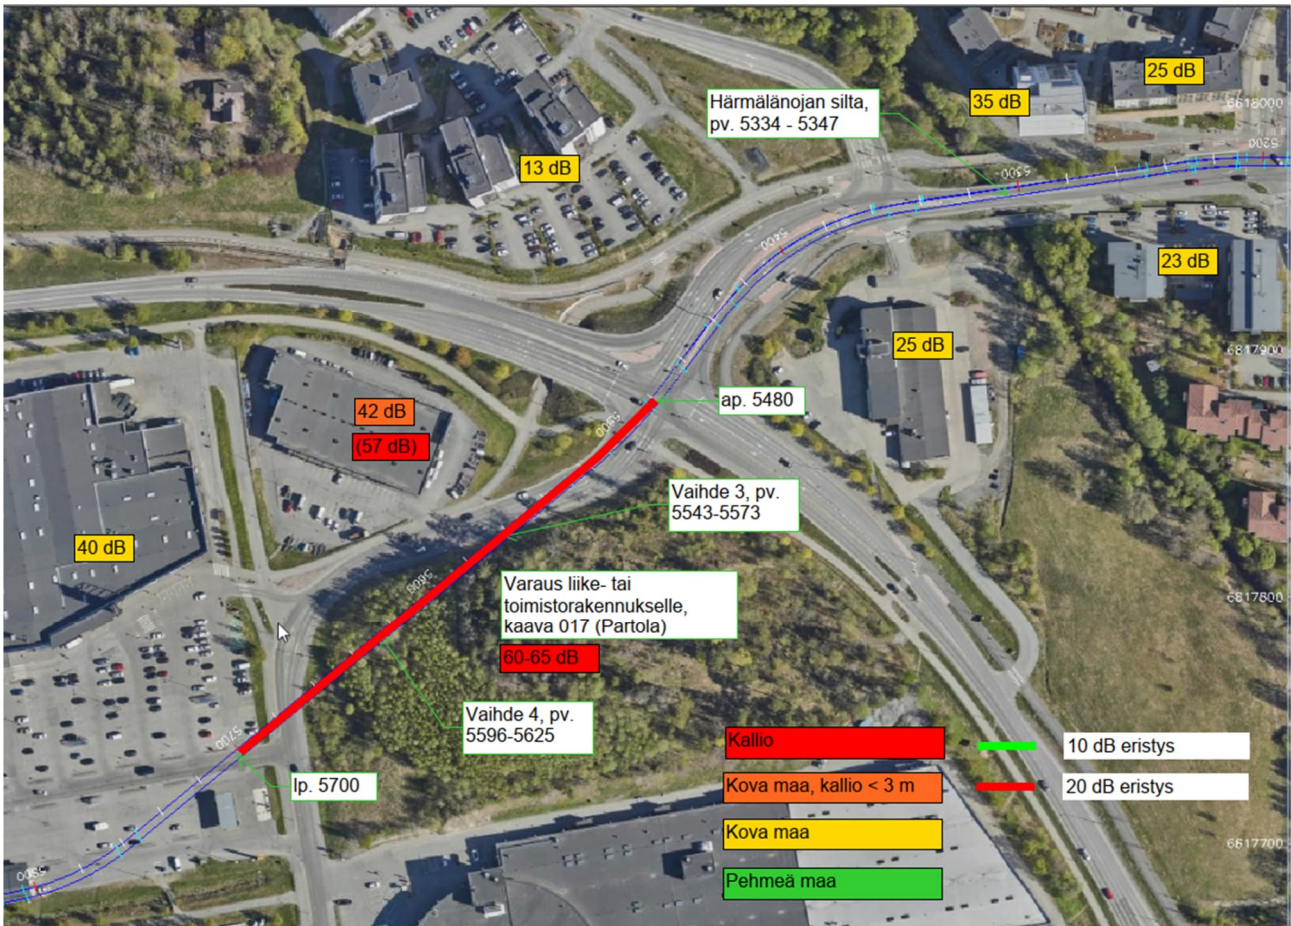 25 dB
35 dB
Härmälänojan silta,
pv. 5334 - 5347
6618000
5200
5300
13 dB
5400
23 dB
25 dB
6817900
42 dB
(57 dB)
ap. 5480
5500
Vaihde 3, pv.
5543-5573
40 dB
5600
Varaus liike- tai
toimistorakennukselle,
kaava 017 (Partola)
60-65 dB
6817800
Vaihde 4, pv.
5596-5625
5700
lp. 5700
Kallio
10 dB eristys
Kova maa, kallio < 3 m
20 dB eristys
Kova maa
6617700
Pehmeä maa
5800